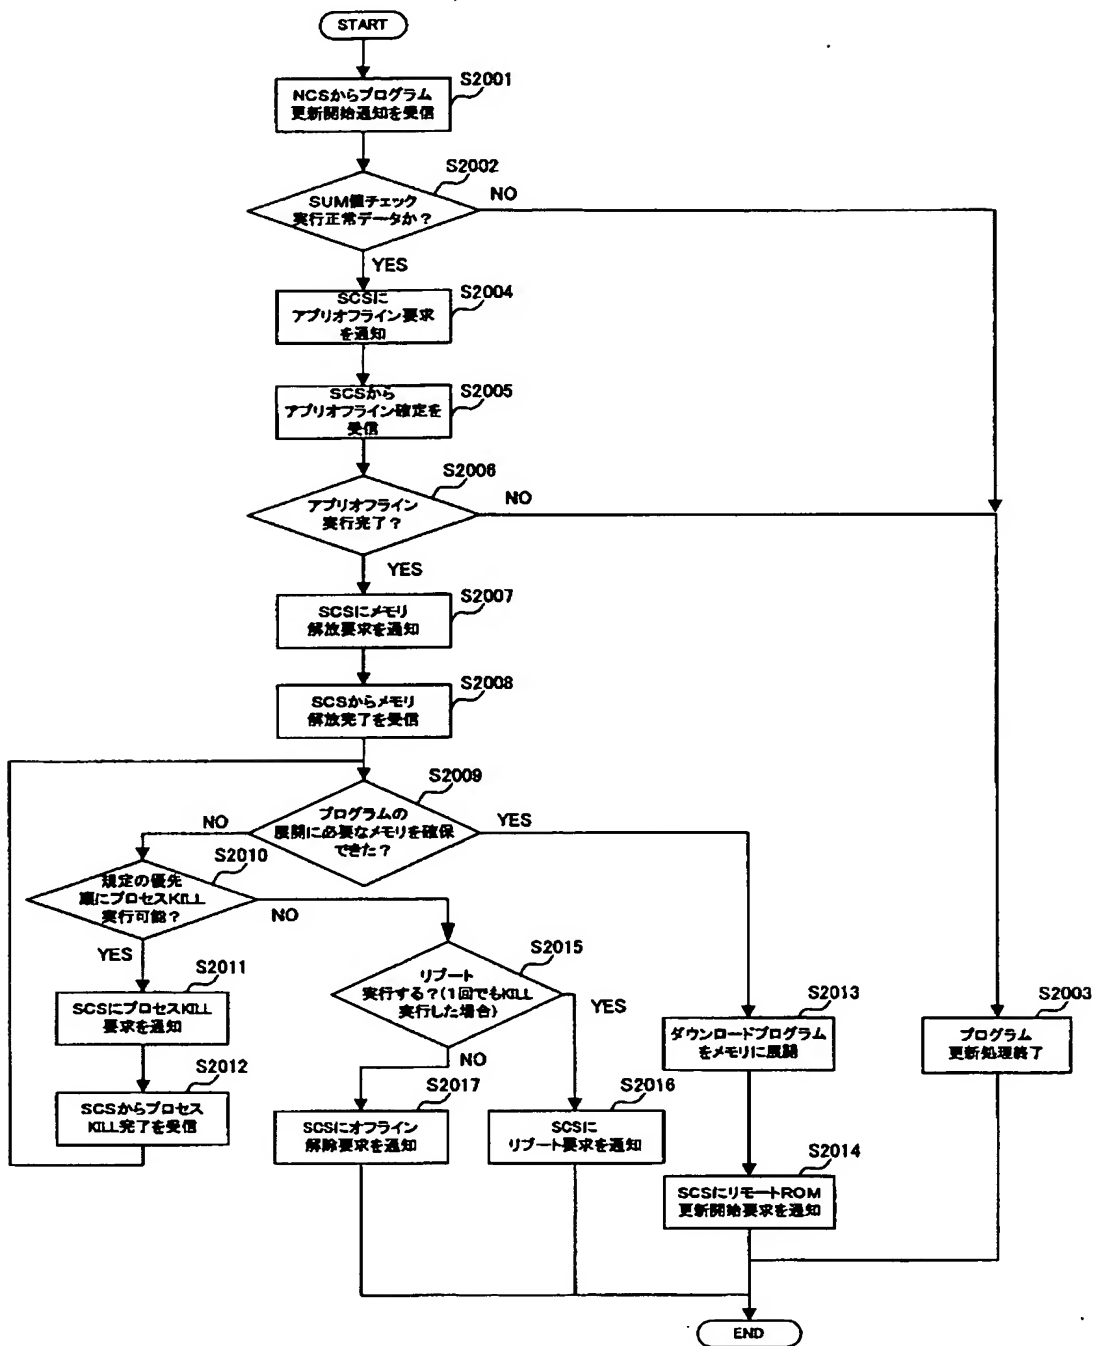 START
S2001
NCSからプログラム
更新開始通知を受信
S2002
SUM値チェック
実行正常データか?
NO
YES
S2004
SCSに
アプリオフライン要求
を通知
S2005
SCSから
アプリオフライン確定を
受信
S2006
アプリオフライン
実行完了?
NO
YES
S2007
SCSにメモリ
解放要求を通知
S2008
SCSからメモリ
解放完了を受信
S2009
プログラムの
展開に必要なメモリを確保
できた?
NO
YES
S2010
規定の優先
順にプロセスKILL
実行可能?
NO
YES
S2011
SCSにプロセスKILL
要求を通知
S2012
SCSからプロセス
KILL完了を受信
S2015
リブート
実行する?(1回でもKILL
実行した場合)
YES
NO
S2017
SCSにオフライン
解除要求を通知
S2016
SCSに
リブート要求を通知
S2013
ダウンロードプログラム
をメモリに展開
S2014
SCSにリモートROM
更新開始要求を通知
S2003
プログラム
更新処理終了
END